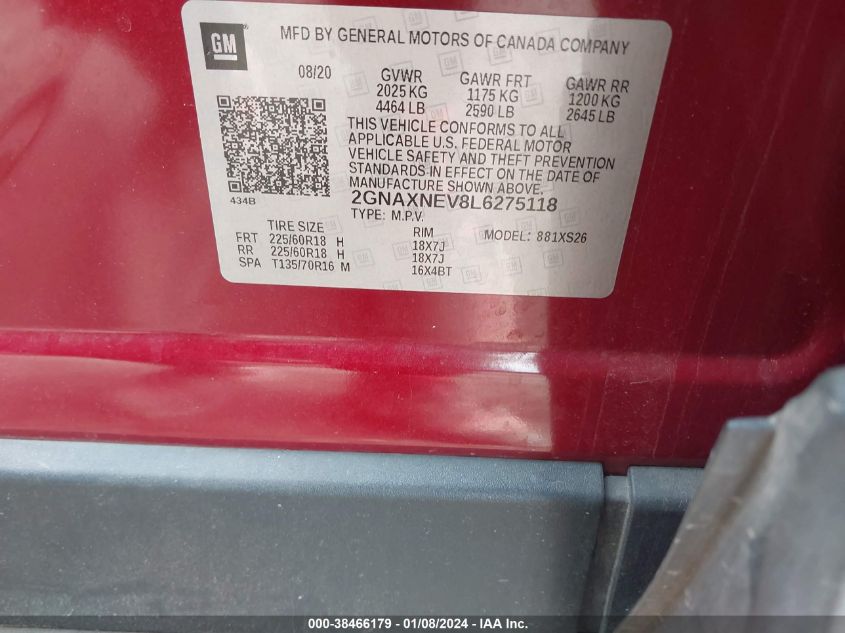 GM
MFD BY GENERAL MOTORS OF CANADA COMPANY
08/20 GVWR GAWR FRT GAWR RR
2025 KG 1175 KG 1200 KG
4464 LB 2590 LB 2645 LB
THIS VEHICLE CONFORMS TO ALL
APPLICABLE U.S. FEDERAL MOTOR
VEHICLE SAFETY AND THEFT PREVENTION
STANDARDS IN EFFECT ON THE DATE OF
MANUFACTURE SHOWN ABOVE.
434B
2GNAXNEV8L6275118
TYPE: M.P.V.
TIRE SIZE RIM MODEL: 881XS26
FRT 225/60R18 H 18X7J
RR 225/60R18 H 18X7J
SPA T135/70R16 M 16X4BT
000-38466179 - 01/08/2024 - IAA Inc.